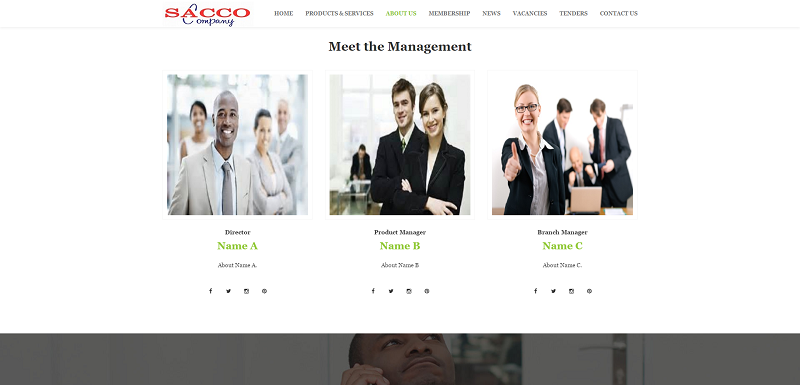 SACCO
Company
HOME PRODUCTS & SERVICES ABOUT US MEMBERSHIP NEWS VACANCIES TENDERS CONTACT US
Meet the Management
Director
Name A
About Name A.
Product Manager
Name B
About Name B
Branch Manager
Name C
About Name C.